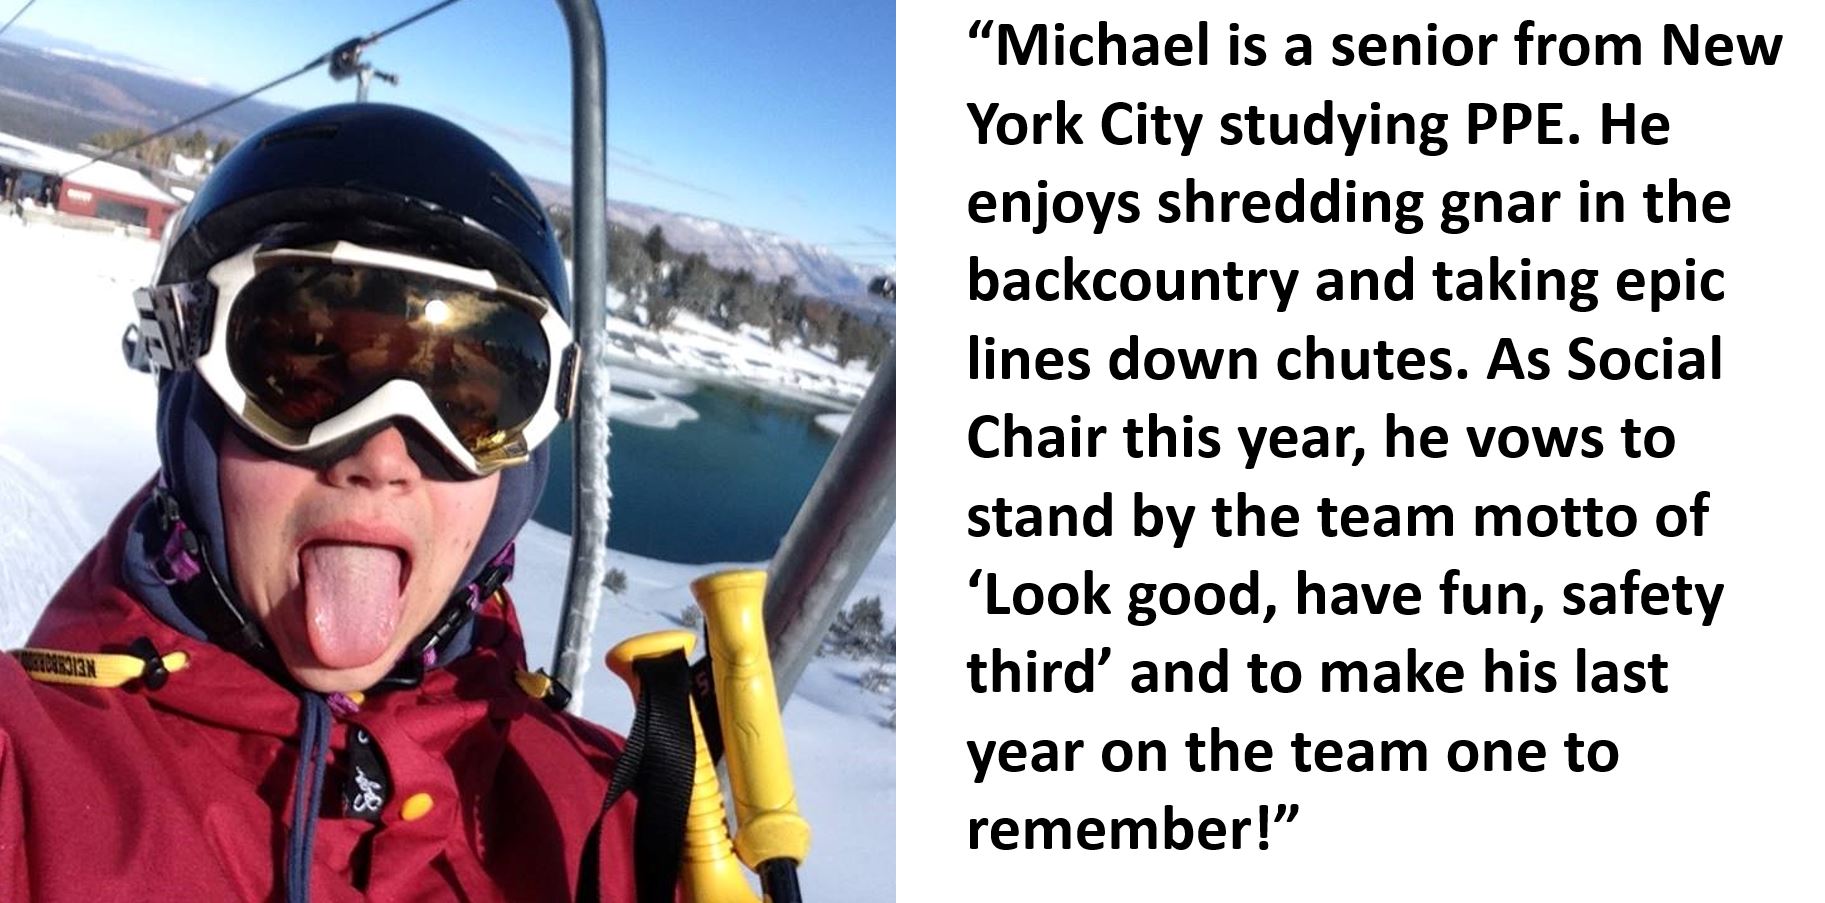 “Michael is a senior from New
York City studying PPE. He
enjoys shredding gnar in the
backcountry and taking epic
lines down chutes. As Social
Chair this year, he vows to
stand by the team motto of
‘Look good, have fun, safety
third’ and to make his last
year on the team one to
remember!”